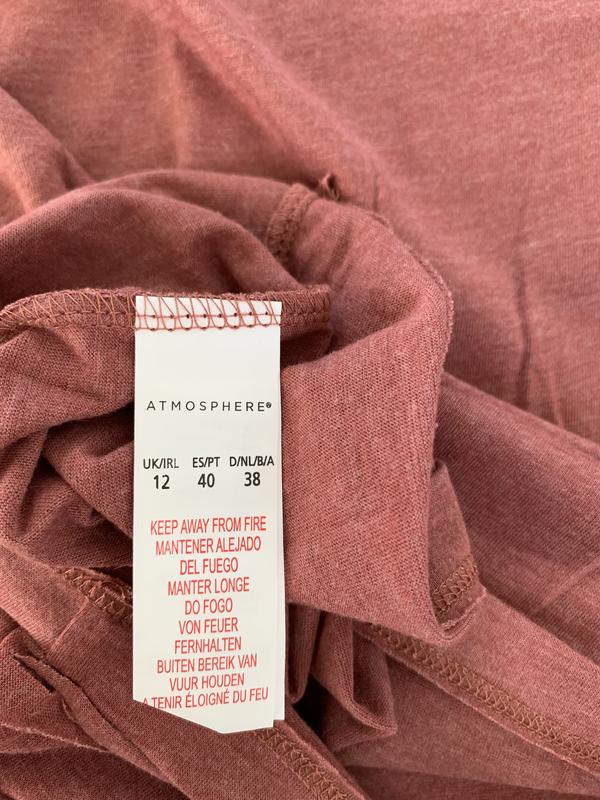 ATMOSPHERE®
UK/IRL ES/PT D/NL/B/A
12 40 38
KEEP AWAY FROM FIRE
MANTENER ALEJADO
DEL FUEGO
MANTER LONGE
DO FOGO
VON FEUER
FERNHALTEN
BUITEN BEREIK VAN
VUUR HOUDEN
A TENIR ÉLOIGNÉ DU FEU